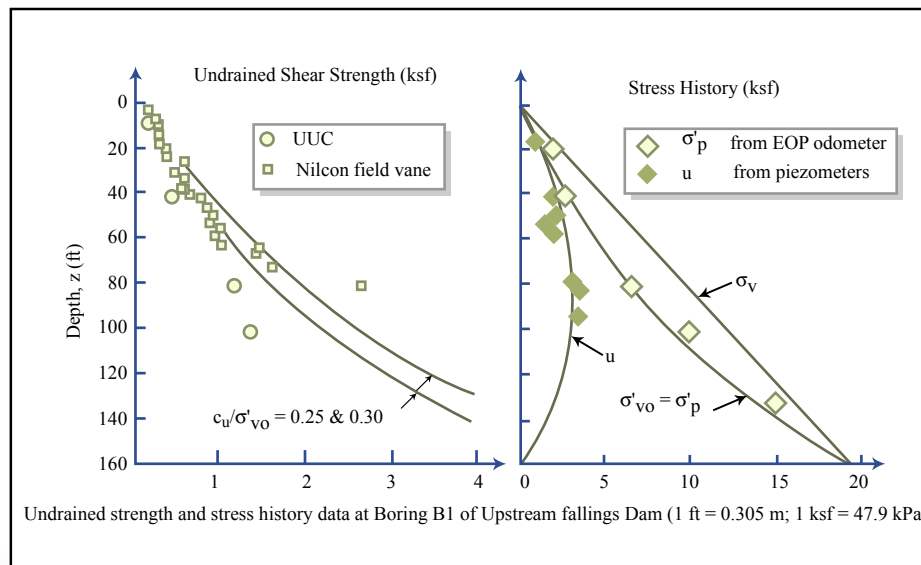 Undrained Shear Strength (ksf)
UUC
Nilcon field vane
0
20
40
60
80
100
120
140
160
Depth, z (ft)
c_u/σ'_vo = 0.25 & 0.30
1
2
3
4
Stress History (ksf)
σ'_p from EOP odometer
u from piezometers
σ_v
u
σ'_vo = σ'_p
0
5
10
15
20
Undrained strength and stress history data at Boring B1 of Upstream fallings Dam (1 ft = 0.305 m; 1 ksf = 47.9 kPa